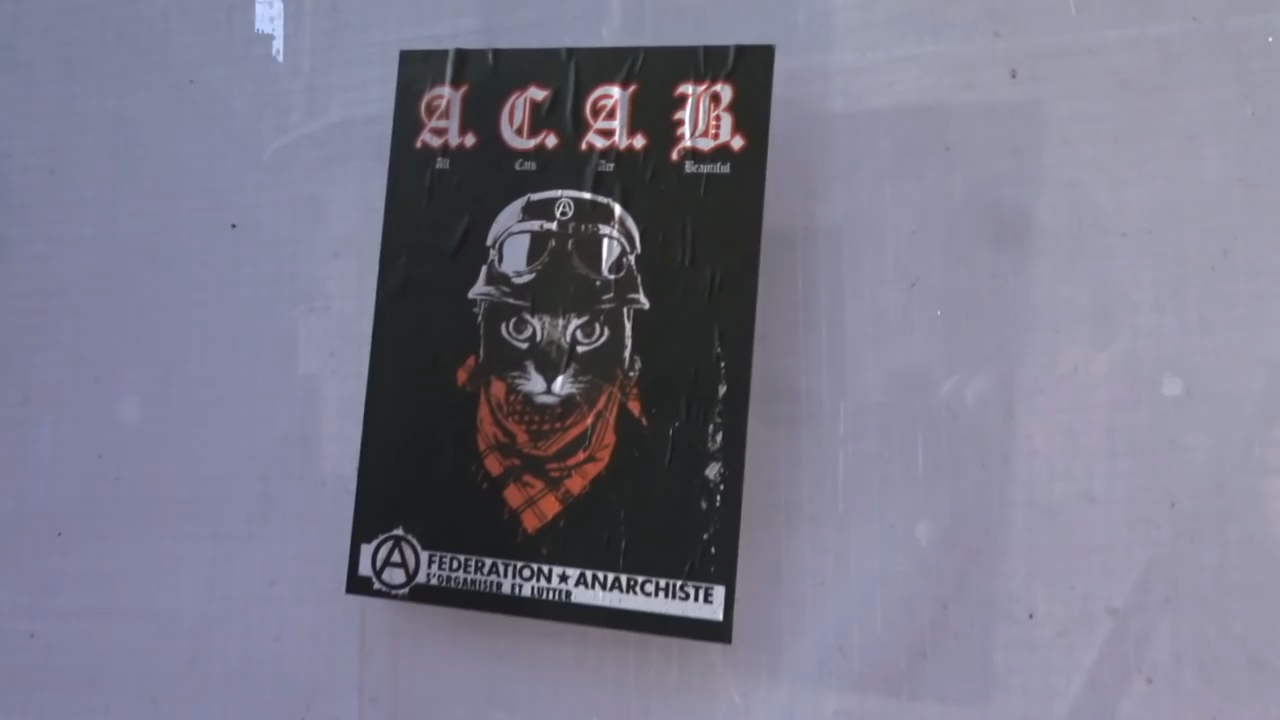 A. C. A. B.
All Cats Are Beautiful
FEDERATION★ANARCHISTE
S'ORGANISER ET LUTTER